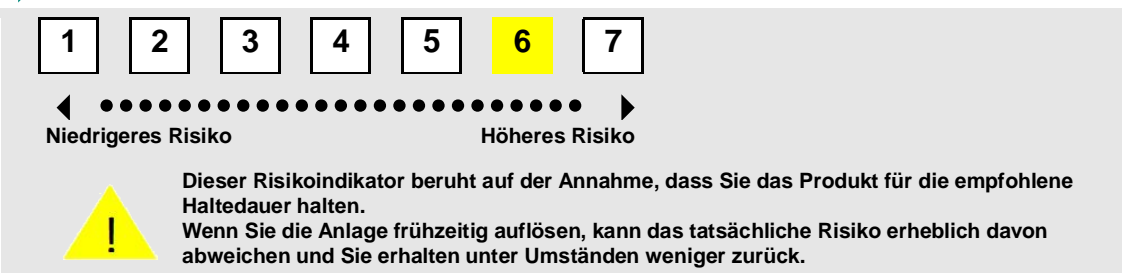 1 2 3 4 5 6 7
Niedrigeres Risiko Höheres Risiko
Dieser Risikoindikator beruht auf der Annahme, dass Sie das Produkt für die empfohlene
Haltedauer halten.
Wenn Sie die Anlage frühzeitig auflösen, kann das tatsächliche Risiko erheblich davon
abweichen und Sie erhalten unter Umständen weniger zurück.
!